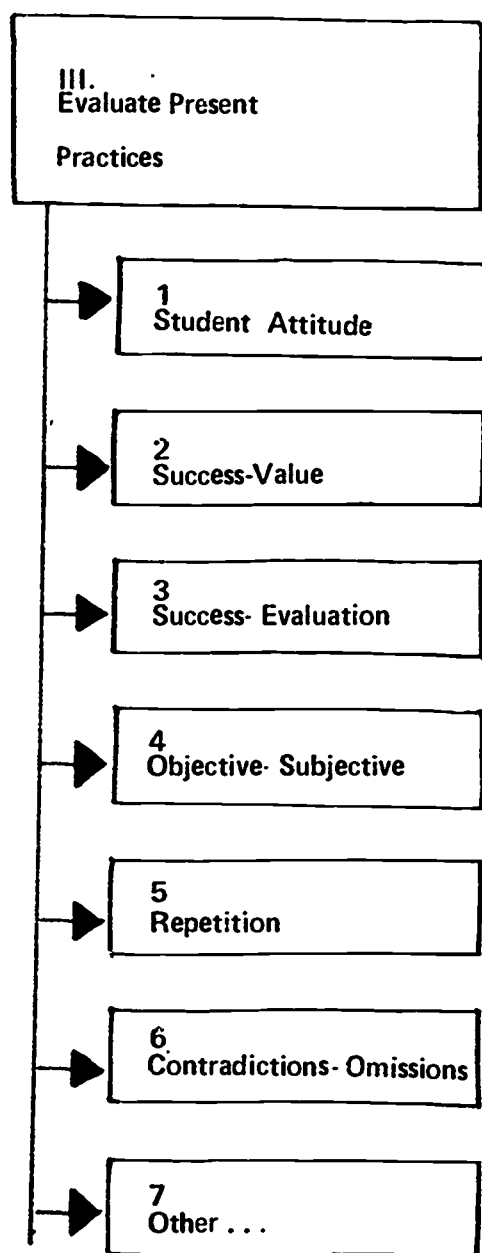 III.
Evaluate Present
Practices
1
Student Attitude
2
Success-Value
3
Success- Evaluation
4
Objective- Subjective
5
Repetition
6
Contradictions- Omissions
7
Other . . .